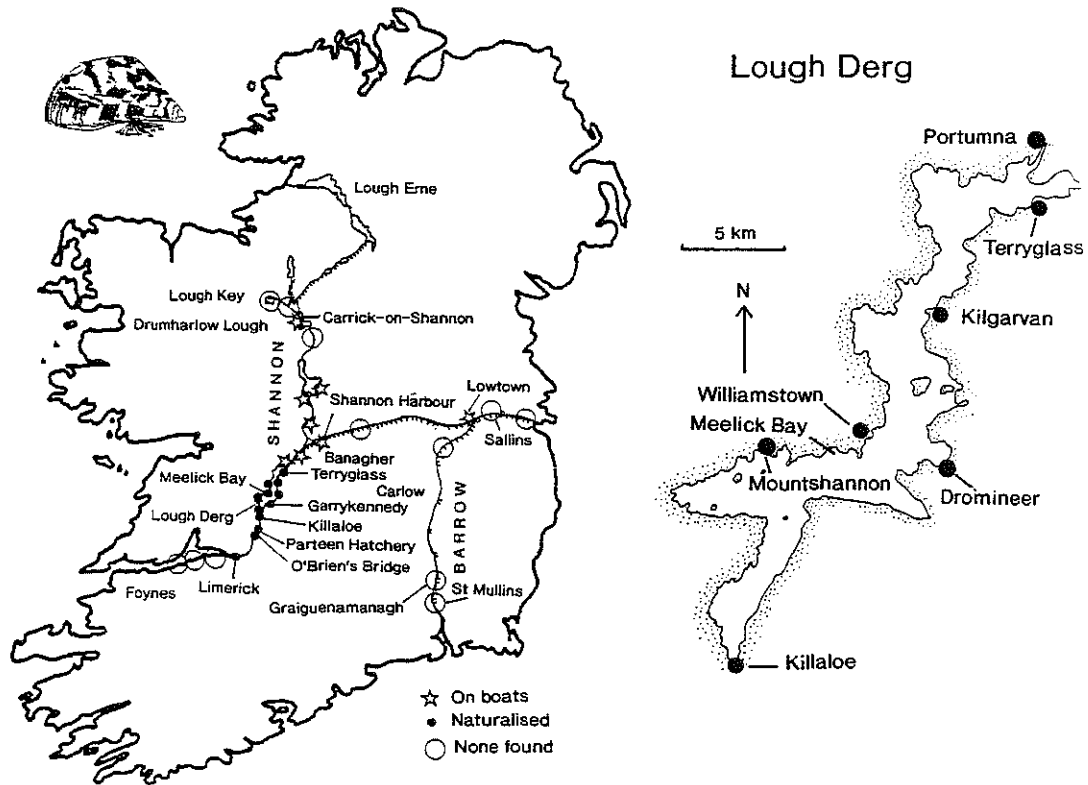 Lough Derg
Portumna
Lough Erne
5 km
Terryglass
N
Lough Key
Carrick-on-Shannon
Drumharlow Lough
Kilgarvan
SHANNON
Lowtown
Williamstown
Shannon Harbour
Meelick Bay
Sallins
Banagher
Terryglass
Meelick Bay
Carlow
Mountshannon
Dromineer
Lough Derg
Garrykennedy
BARROW
Killaloe
Parteen Hatchery
O'Brien's Bridge
Limerick
Foynes
St Mullins
Graiguenamanagh
Killaloe
On boats
Naturalised
None found